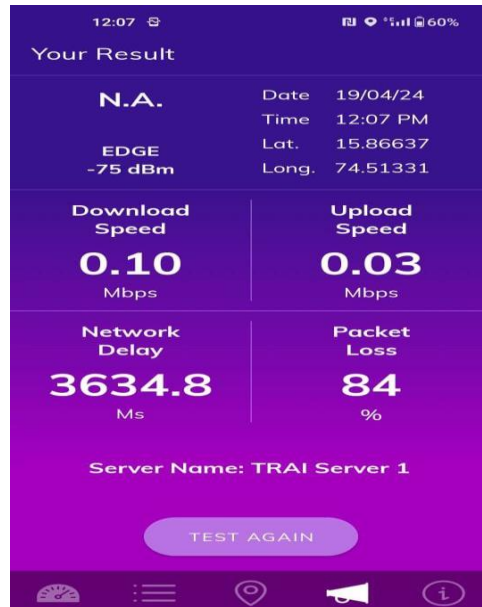 12:07 60%
Your Result
N.A.
Date 19/04/24
Time 12:07 PM
EDGE
-75 dBm
Lat. 15.86637
Long. 74.51331
Download
Speed
0.10
Mbps
Upload
Speed
0.03
Mbps
Network
Delay
3634.8
Ms
Packet
Loss
84
%
Server Name: TRAI Server 1
TEST AGAIN